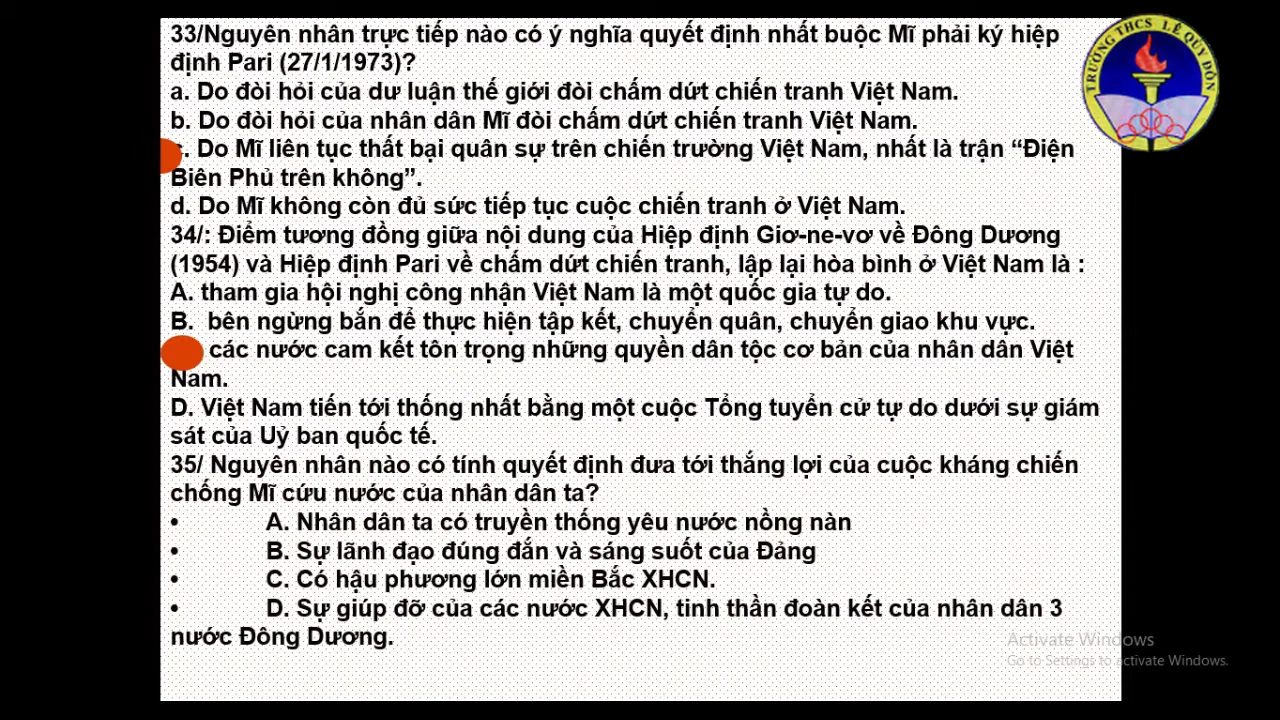 33/Nguyên nhân trực tiếp nào có ý nghĩa quyết định nhất buộc Mĩ phải ký hiệp
định Pari (27/1/1973)?
a. Do đòi hỏi của dư luận thế giới đòi chấm dứt chiến tranh Việt Nam.
b. Do đòi hỏi của nhân dân Mĩ đòi chấm dứt chiến tranh Việt Nam.
c. Do Mĩ liên tục thất bại quân sự trên chiến trường Việt Nam, nhất là trận “Điện
Biên Phủ trên không”.
d. Do Mĩ không còn đủ sức tiếp tục cuộc chiến tranh ở Việt Nam.
34/: Điểm tương đồng giữa nội dung của Hiệp định Giơ-ne-vơ về Đông Dương
(1954) và Hiệp định Pari về chấm dứt chiến tranh, lập lại hòa bình ở Việt Nam là :
A. tham gia hội nghị công nhận Việt Nam là một quốc gia tự do.
B. bên ngừng bắn để thực hiện tập kết, chuyển quân, chuyển giao khu vực.
các nước cam kết tôn trọng những quyền dân tộc cơ bản của nhân dân Việt
Nam.
D. Việt Nam tiến tới thống nhất bằng một cuộc Tổng tuyển cử tự do dưới sự giám
sát của Uỷ ban quốc tế.
35/ Nguyên nhân nào có tính quyết định đưa tới thắng lợi của cuộc kháng chiến
chống Mĩ cứu nước của nhân dân ta?
• A. Nhân dân ta có truyền thống yêu nước nồng nàn
• B. Sự lãnh đạo đúng đắn và sáng suốt của Đảng
• C. Có hậu phương lớn miền Bắc XHCN.
• D. Sự giúp đỡ của các nước XHCN, tinh thần đoàn kết của nhân dân 3
nước Đông Dương.
TRƯỜNG THCS LÊ QUÝ ĐÔN
Activate Windows
Go to Settings to activate Windows.